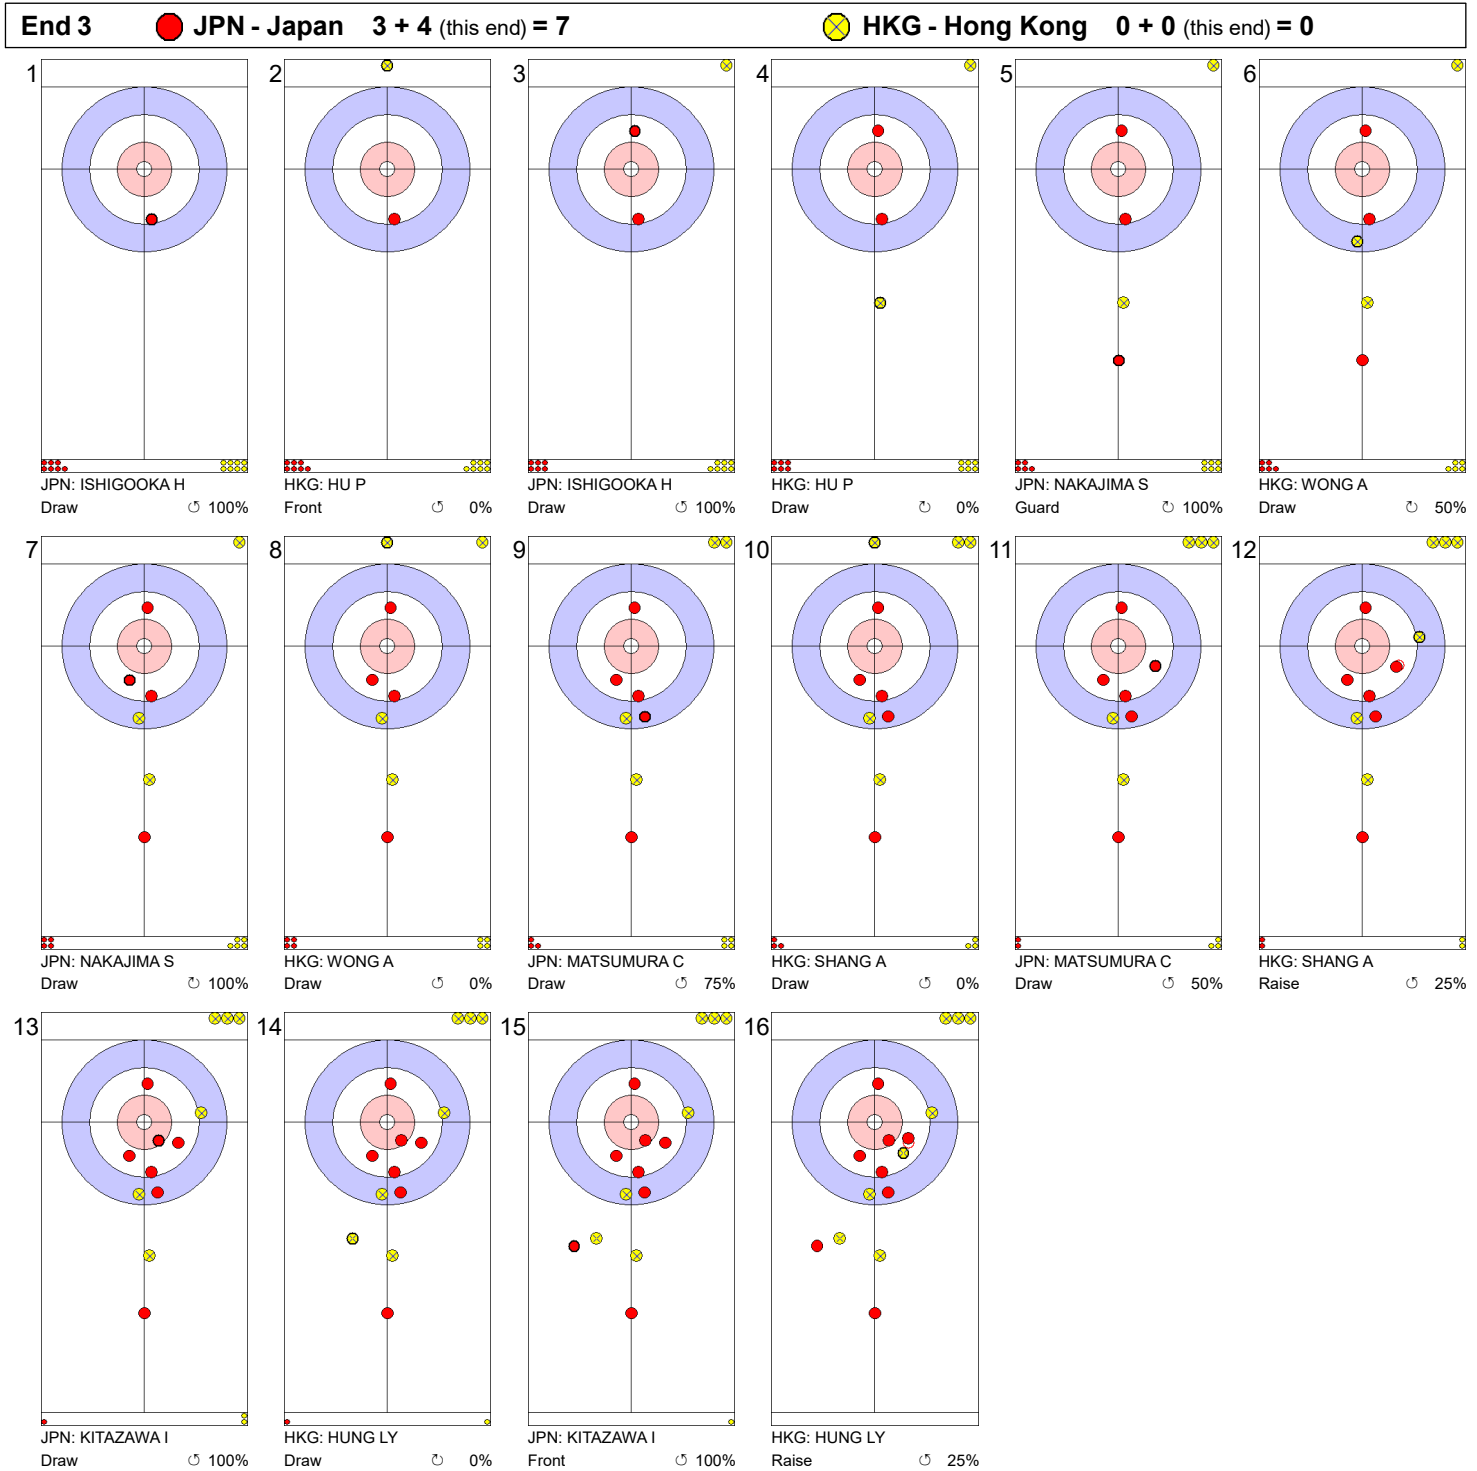 End 3 JPN - Japan 3 + 4 (this end) = 7 HKG - Hong Kong 0 + 0 (this end) = 0
1 2 3 4 5 6
JPN: ISHIGOOKA H HKG: HU P JPN: ISHIGOOKA H HKG: HU P JPN: NAKAJIMA S HKG: WONG A
Draw ↺ 100% Front ↺ 0% Draw ↺ 100% Draw ↻ 0% Guard ↻ 100% Draw ↻ 50%
7 8 9 10 11 12
JPN: NAKAJIMA S HKG: WONG A JPN: MATSUMURA C HKG: SHANG A JPN: MATSUMURA C HKG: SHANG A
Draw ↻ 100% Draw ↻ 0% Draw ↺ 75% Draw ↺ 0% Draw ↺ 50% Raise ↺ 25%
13 14 15 16
JPN: KITAZAWA I HKG: HUNG LY JPN: KITAZAWA I HKG: HUNG LY
Draw ↺ 100% Draw ↻ 0% Front ↺ 100% Raise ↺ 25%